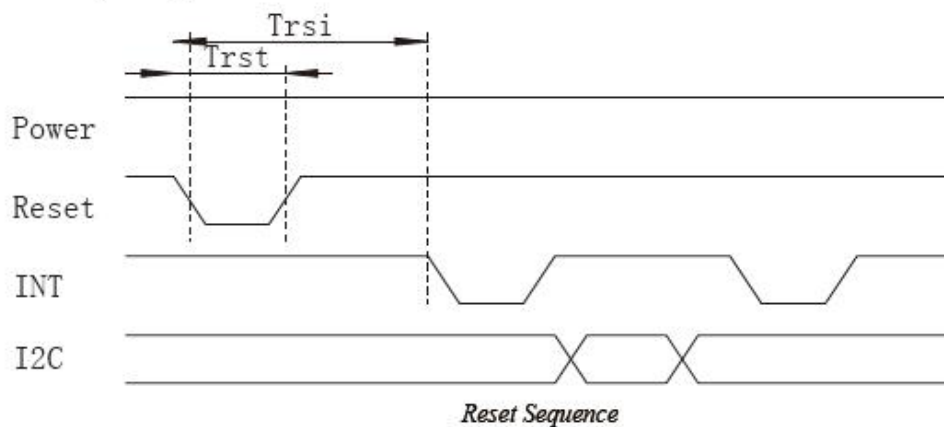 Trsi
Trst
Power
Reset
INT
I2C
Reset Sequence